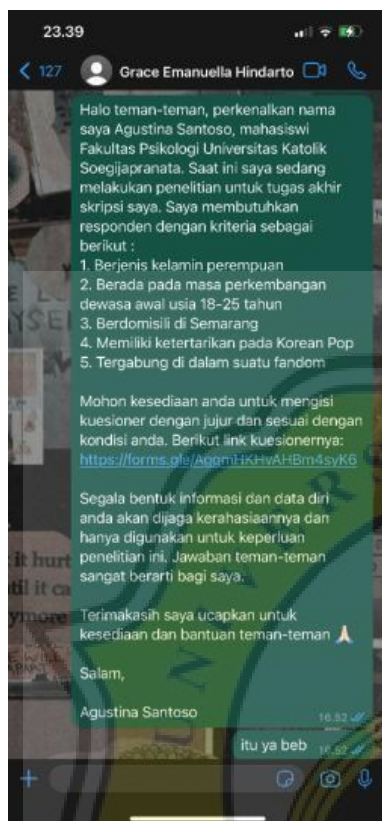 23.39
127
Grace Emanuella Hindarto
Halo teman-teman, perkenalkan nama
saya Agustina Santoso, mahasiswi
Fakultas Psikologi Universitas Katolik
Soegijapranata. Saat ini saya sedang
melakukan penelitian untuk tugas akhir
skripsi saya. Saya membutuhkan
responden dengan kriteria sebagai
berikut :
1. Berjenis kelamin perempuan
2. Berada pada masa perkembangan
dewasa awal usia 18-25 tahun
3. Berdomisili di Semarang
4. Memiliki ketertarikan pada Korean Pop
5. Tergabung di dalam suatu fandom
Mohon kesediaan anda untuk mengisi
kuesioner dengan jujur dan sesuai dengan
kondisi anda. Berikut link kuesionernya:
Segala bentuk informasi dan data diri
anda akan dijaga kerahasiaannya dan
hanya digunakan untuk keperluan
penelitian ini. Jawaban teman-teman
sangat berarti bagi saya.
Terimakasih saya ucapkan untuk
kesediaan dan bantuan teman-teman 🙏🏻
Salam,
Agustina Santoso
16.52
itu ya beb
16.52